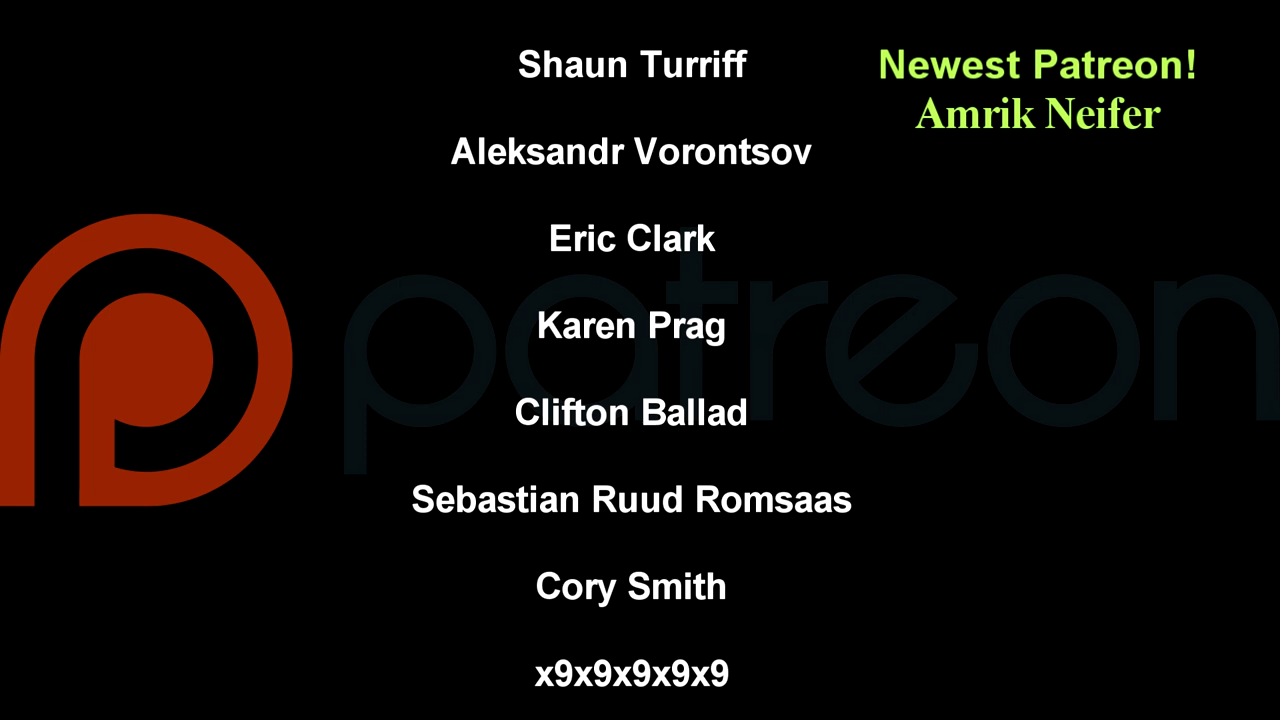 Shaun Turriff
Newest Patreon!
Amrik Neifer
Aleksandr Vorontsov
Eric Clark
patreon
Karen Prag
Clifton Ballad
Sebastian Ruud Romsaas
Cory Smith
x9x9x9x9x9